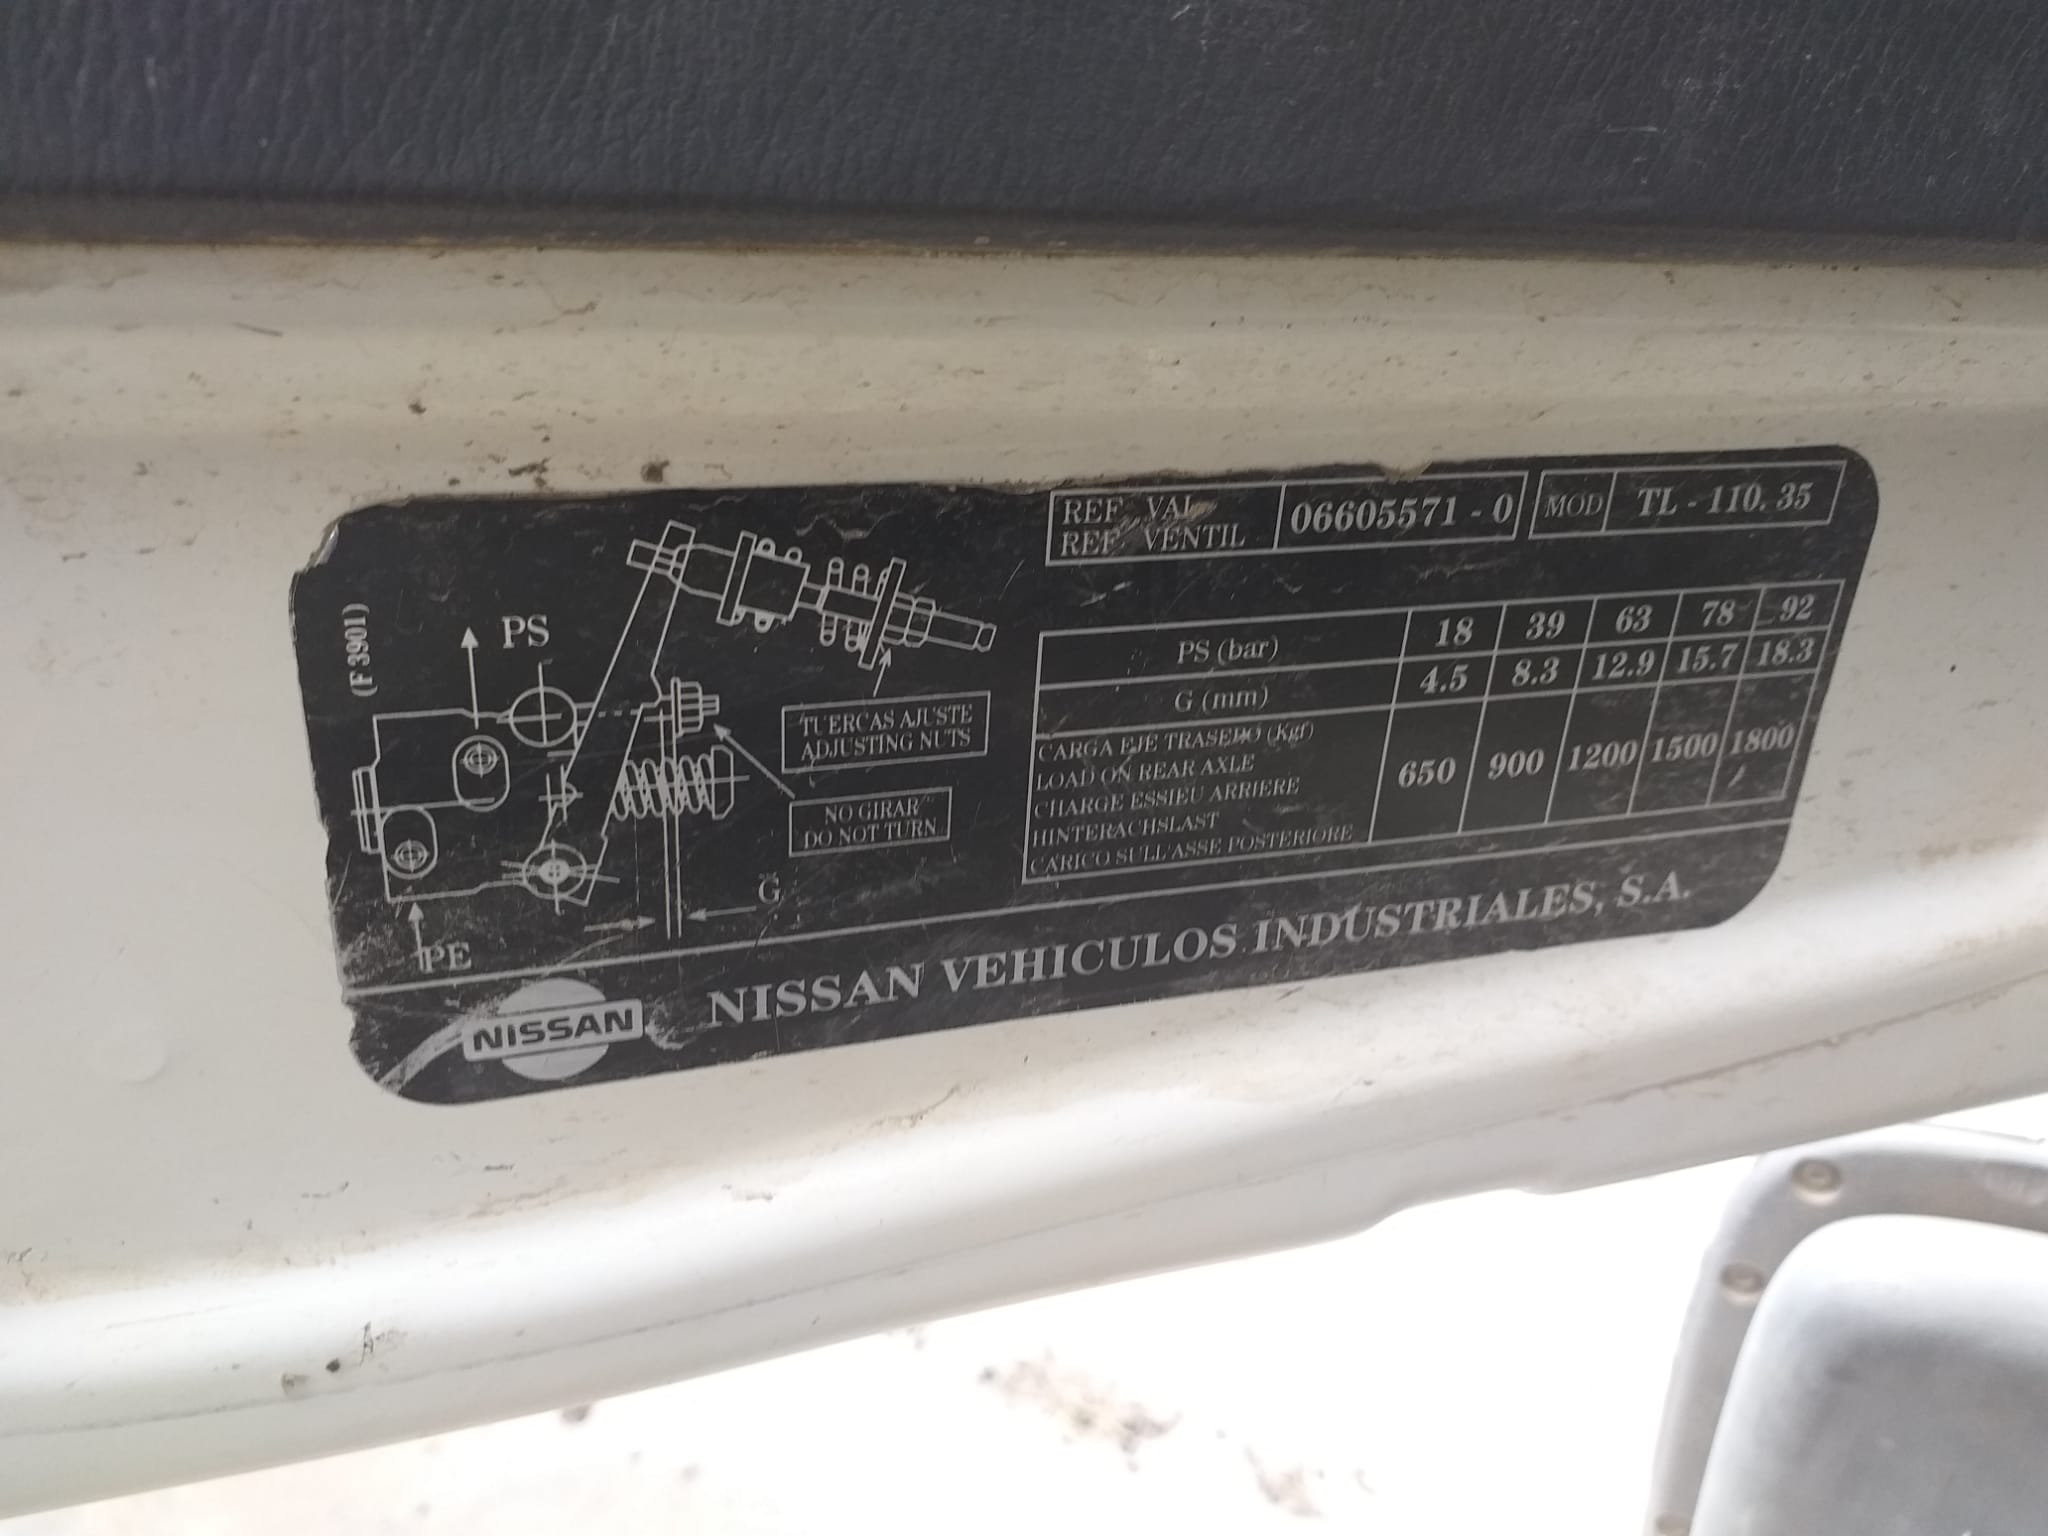 REF. VAL.
REF. VENTIL
06605571 - 0
MOD
TL - 110. 35
(F 3901)
PS
PE
G
TUERCAS AJUSTE
ADJUSTING NUTS
NO GIRAR
DO NOT TURN
PS (bar) 18 39 63 78 92
G (mm) 4.5 8.3 12.9 15.7 18.3
CARGA EJE TRASERO (Kgf)
LOAD ON REAR AXLE
CHARGE ESSIEU ARRIERE
HINTERACHSLAST
CARICO SULL'ASSE POSTERIORE
650 900 1200 1500 1800
NISSAN
NISSAN VEHICULOS INDUSTRIALES, S.A.